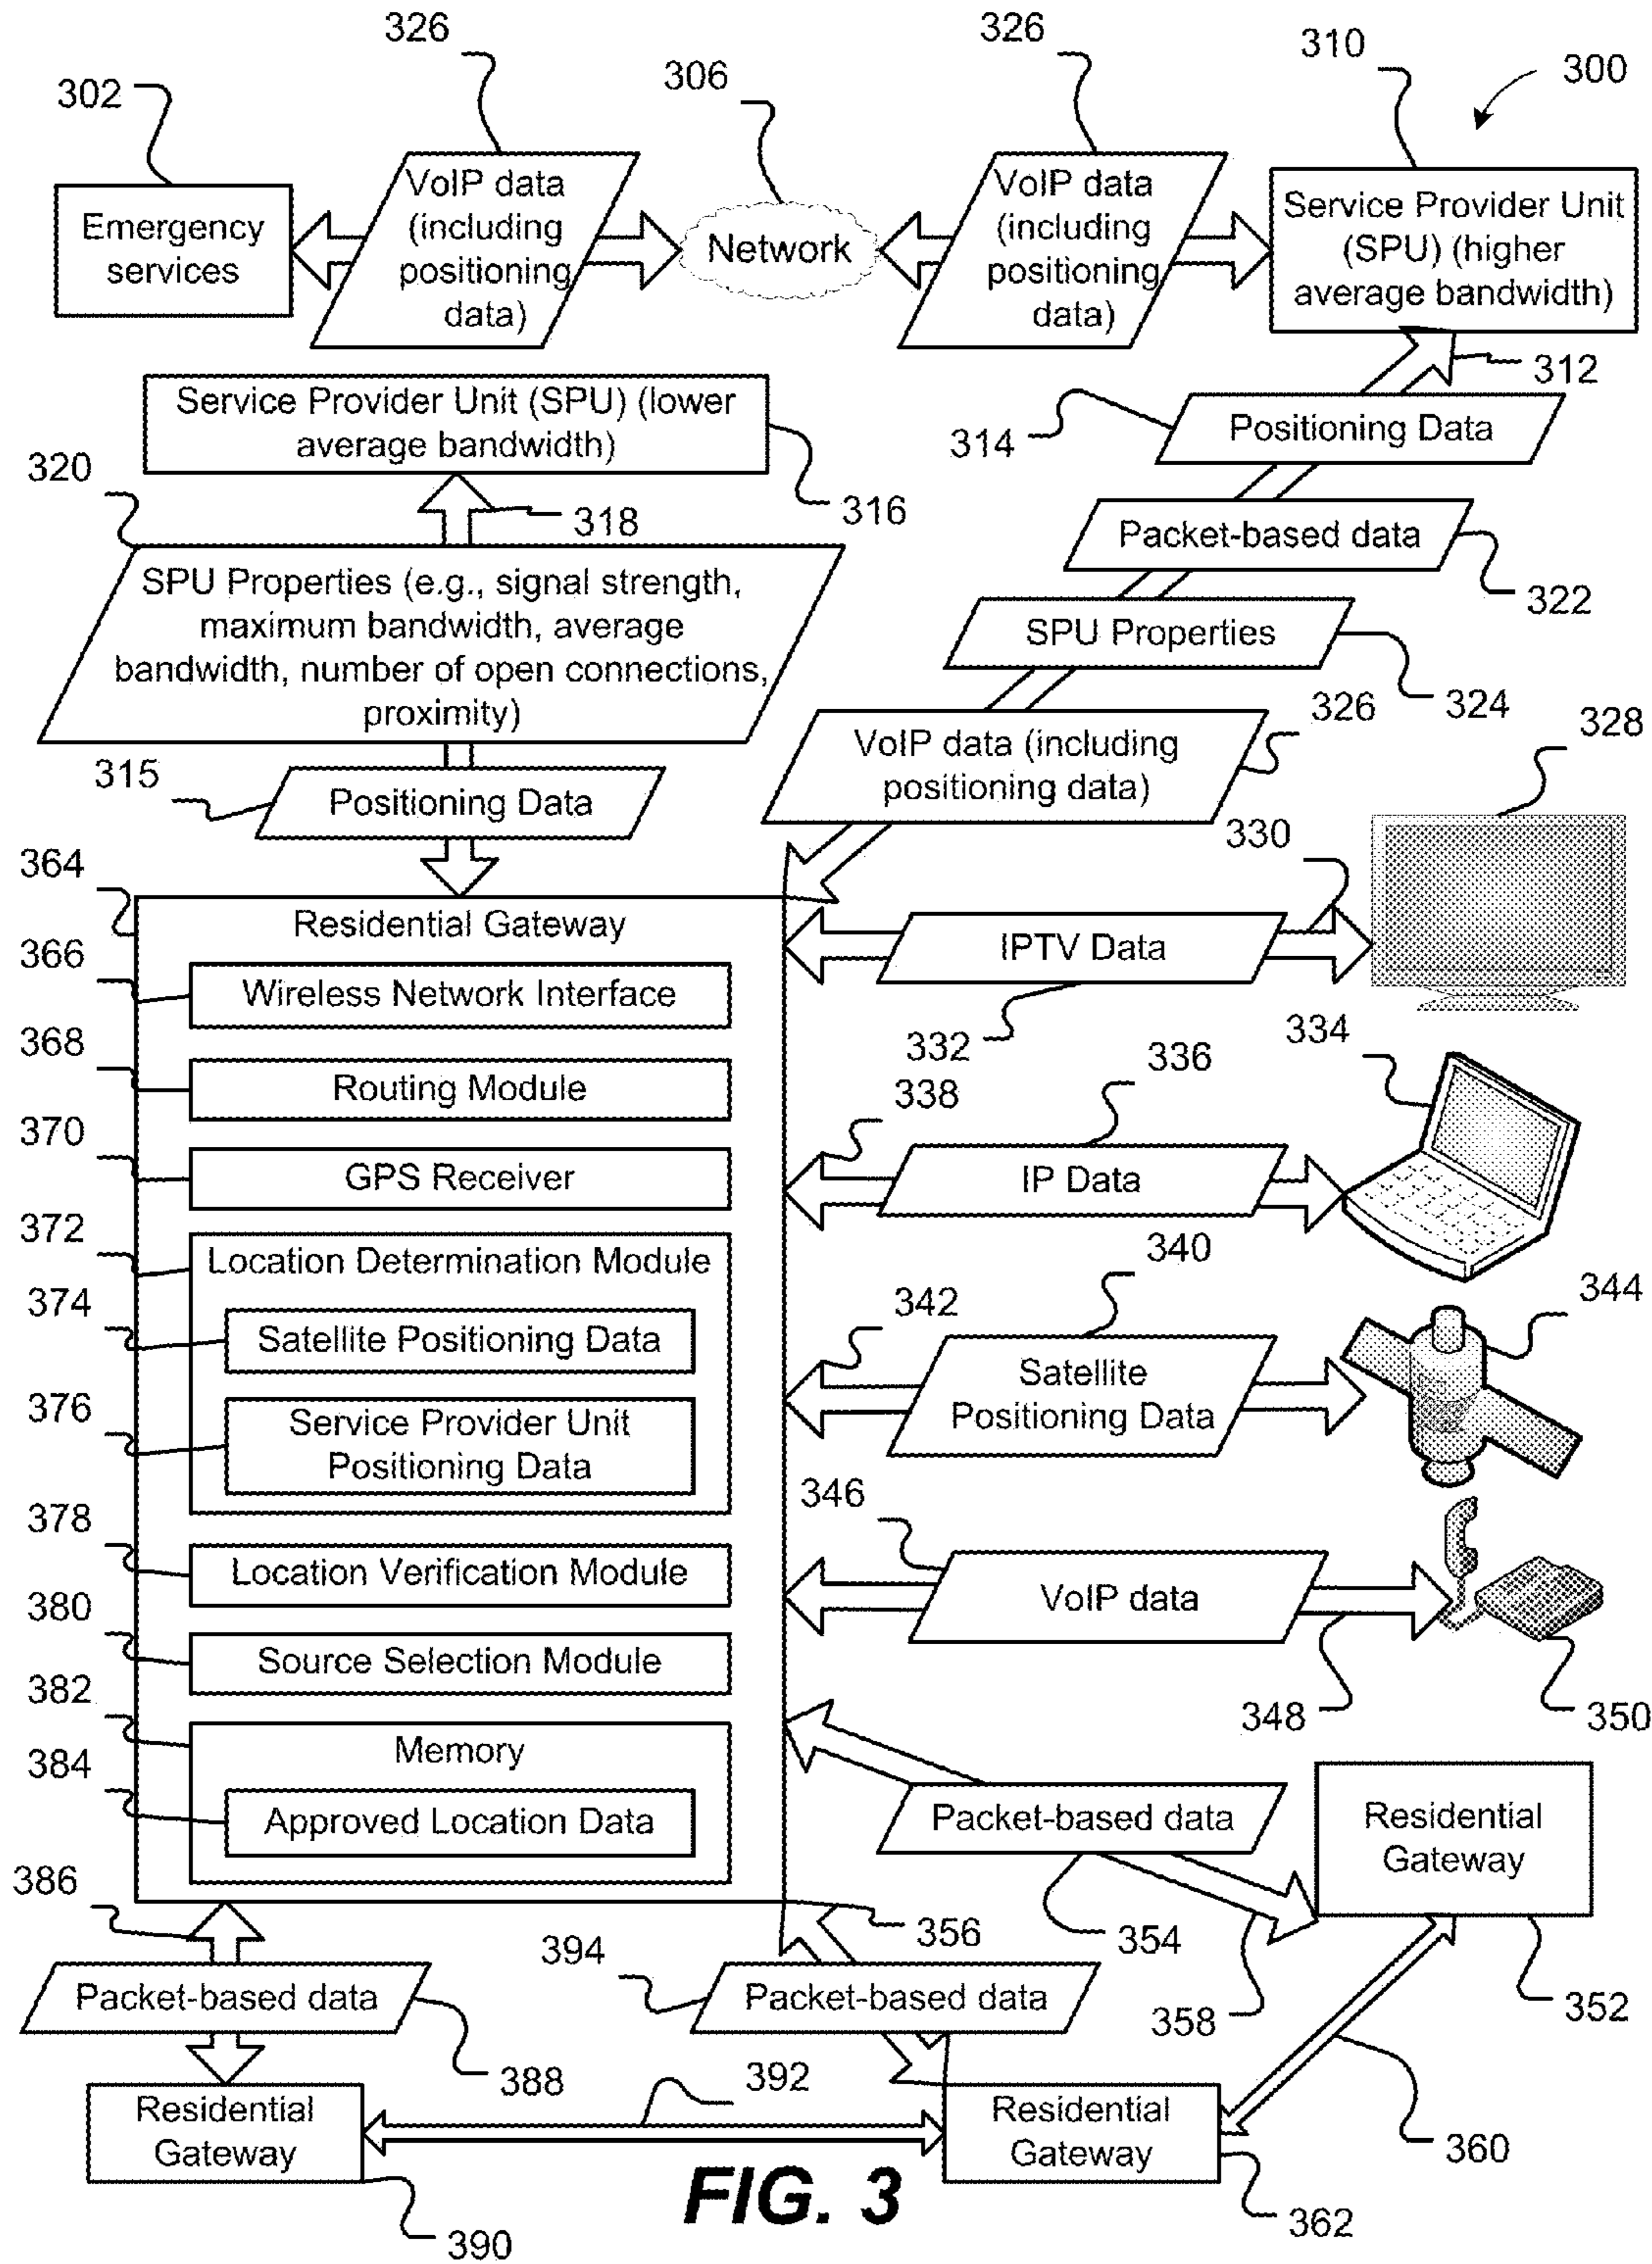 326
326
310
300
302
306
VoIP data
(including
positioning
data)
VoIP data
(including
positioning
data)
Emergency
services
Network
Service Provider Unit
(SPU) (higher
average bandwidth)
312
Service Provider Unit (SPU) (lower
average bandwidth)
314
Positioning Data
320
318
316
Packet-based data
322
SPU Properties (e.g., signal strength,
maximum bandwidth, average
bandwidth, number of open connections,
proximity)
SPU Properties
324
326
328
VoIP data (including
positioning data)
315
Positioning Data
330
364
Residential Gateway
IPTV Data
366
Wireless Network Interface
332
334
368
Routing Module
338
336
370
GPS Receiver
IP Data
372
Location Determination Module
340
374
Satellite Positioning Data
342
344
Satellite
Positioning Data
376
Service Provider Unit
Positioning Data
346
378
Location Verification Module
VoIP data
380
Source Selection Module
382
348
350
Memory
384
Approved Location Data
Packet-based data
Residential
Gateway
386
356
354
394
358
352
Packet-based data
Packet-based data
388
392
360
Residential
Gateway
Residential
Gateway
FIG. 3
390
362